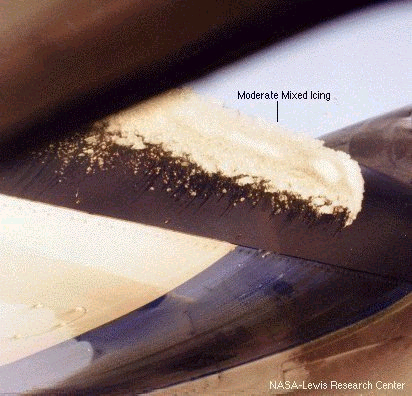 Moderate Mixed Icing
NASA-Lewis Research Center